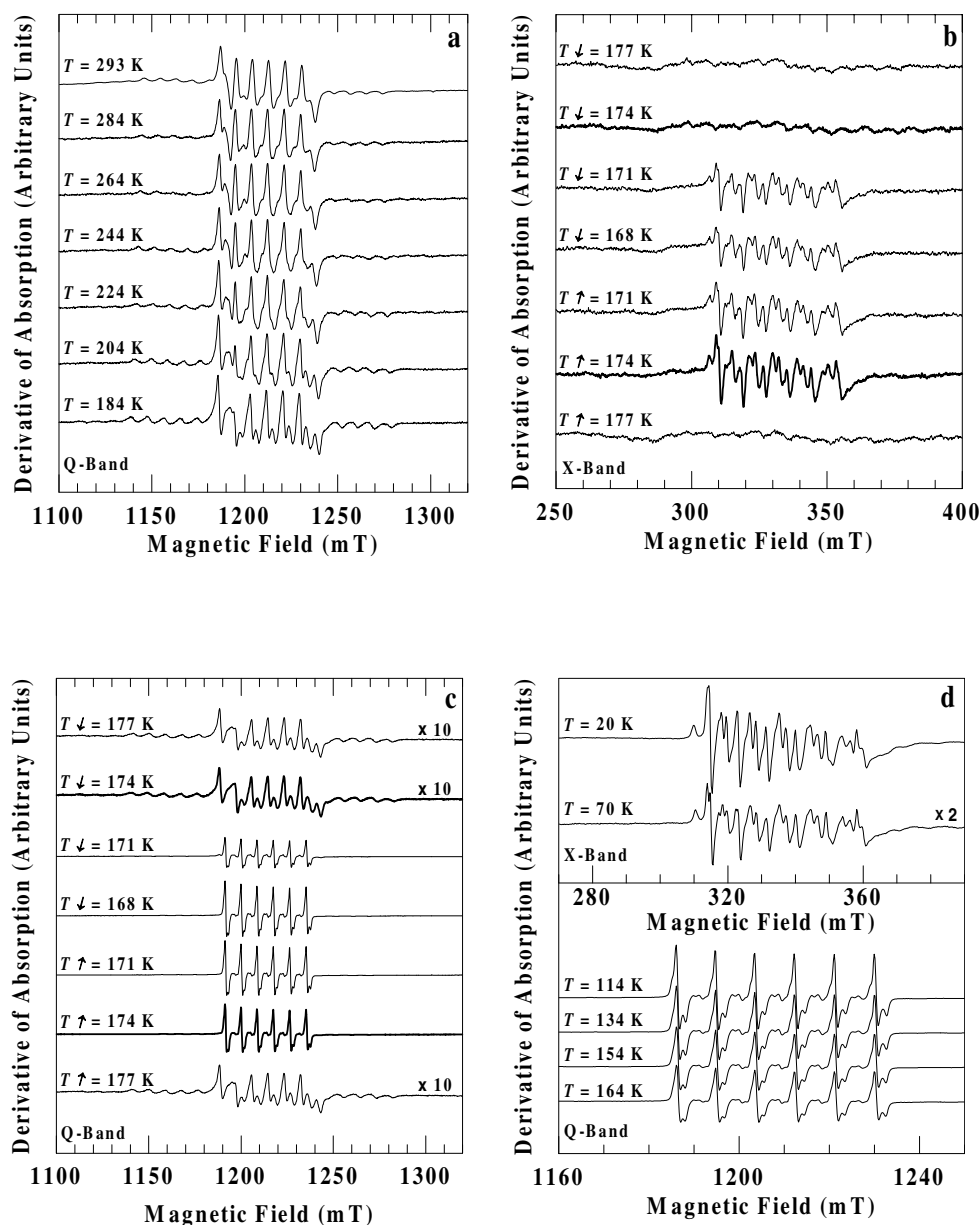 a
Derivative of Absorption (Arbitrary Units)
T = 293 K
T = 284 K
T = 264 K
T = 244 K
T = 224 K
T = 204 K
T = 184 K
Q-Band
1100 1150 1200 1250 1300
Magnetic Field (mT)
b
Derivative of Absorption (Arbitrary Units)
T ↓ = 177 K
T ↓ = 174 K
T ↓ = 171 K
T ↓ = 168 K
T ↑ = 171 K
T ↑ = 174 K
T ↑ = 177 K
X-Band
250 300 350 400
Magnetic Field (mT)
c
Derivative of Absorption (Arbitrary Units)
T ↓ = 177 K x 10
T ↓ = 174 K x 10
T ↓ = 171 K
T ↓ = 168 K
T ↑ = 171 K
T ↑ = 174 K
T ↑ = 177 K x 10
Q-Band
1100 1150 1200 1250 1300
Magnetic Field (mT)
d
Derivative of Absorption (Arbitrary Units)
T = 20 K
T = 70 K x 2
X-Band
280 320 360
Magnetic Field (mT)
T = 114 K
T = 134 K
T = 154 K
T = 164 K
Q-Band
1160 1200 1240
Magnetic Field (mT)